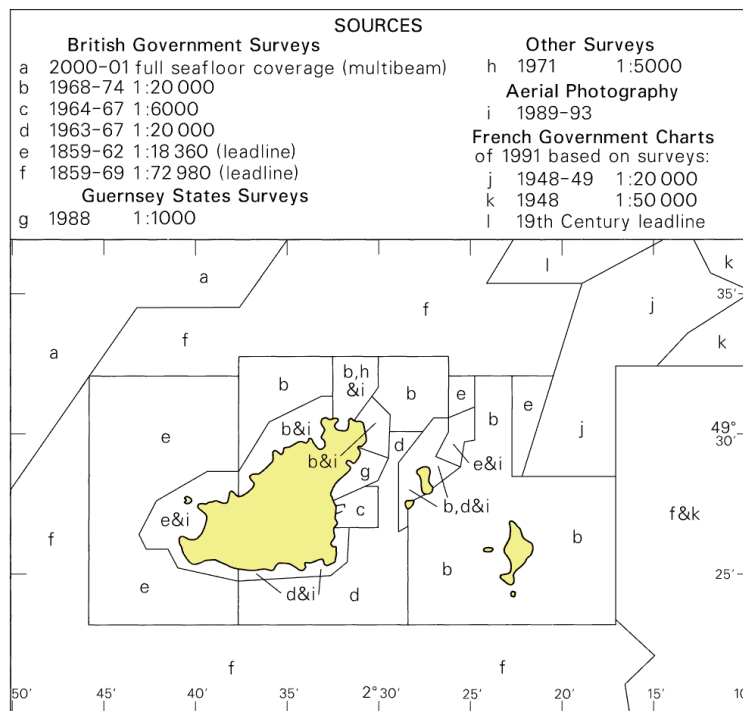 SOURCES
British Government Surveys
a 2000-01 full seafloor coverage (multibeam)
b 1968-74 1:20 000
c 1964-67 1:6000
d 1963-67 1:20 000
e 1859-62 1:18 360 (leadline)
f 1859-69 1:72 980 (leadline)
Guernsey States Surveys
g 1988 1:1000
Other Surveys
h 1971 1:5000
Aerial Photography
i 1989-93
French Government Charts
of 1991 based on surveys:
j 1948-49 1:20 000
k 1948 1:50 000
l 19th Century leadline
a
l
k
35′
f
j
f
k
a
b,h
&i
b
b
e
b
e
49°
30′
b&i
e
d
j
b&i
e&i
g
e&i
c
b,d&i
f&k
f
b
b
25′
e
d&i
d
f
f
50′ 45′ 40′ 35′ 2°30′ 25′ 20′ 15′ 10′